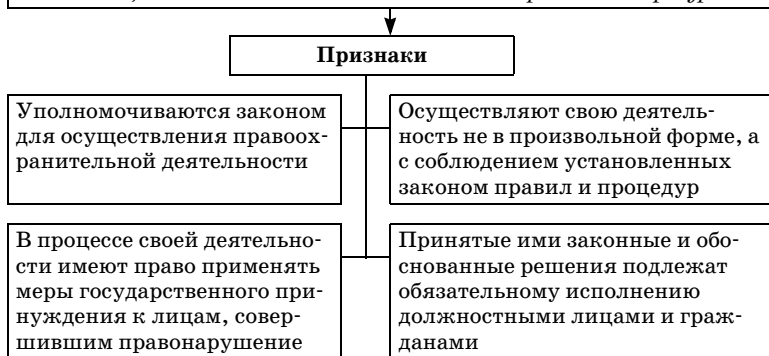 Признаки
Уполномочиваются законом
для осуществления правоох-
ранительной деятельности
Осуществляют свою деятель-
ность не в произвольной форме, а
с соблюдением установленных
законом правил и процедур
В процессе своей деятельно-
сти имеют право применять
меры государственного при-
нуждения к лицам, совер-
шившим правонарушение
Принятые ими законные и обо-
снованные решения подлежат
обязательному исполнению
должностными лицами и граж-
данами